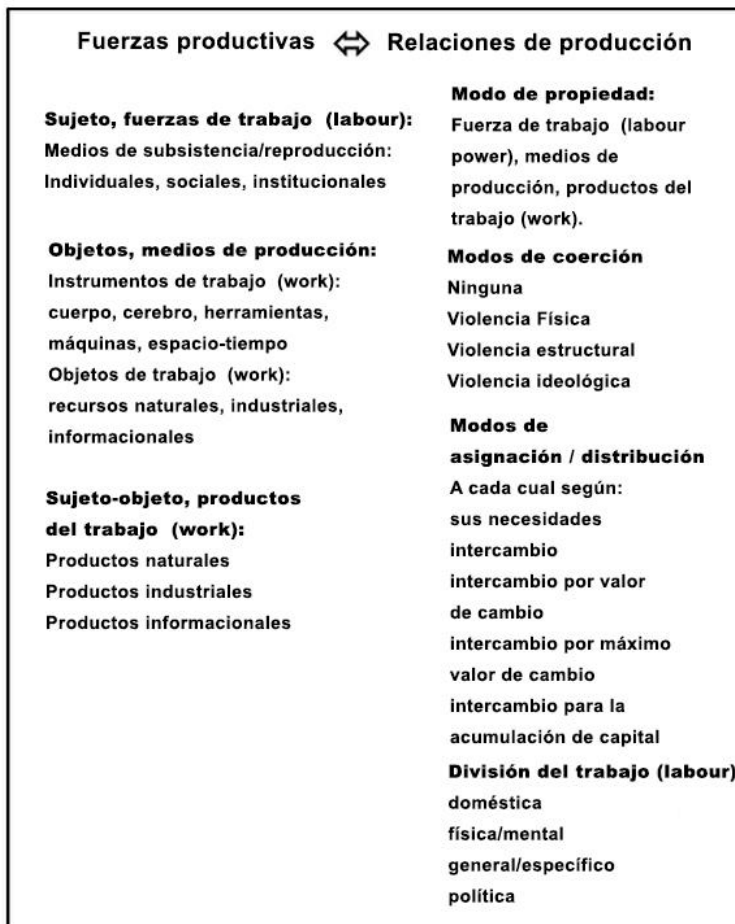 Fuerzas productivas ⇔ Relaciones de producción
Sujeto, fuerzas de trabajo (labour):
Medios de subsistencia/reproducción:
Individuales, sociales, institucionales
Objetos, medios de producción:
Instrumentos de trabajo (work):
cuerpo, cerebro, herramientas,
máquinas, espacio-tiempo
Objetos de trabajo (work):
recursos naturales, industriales,
informacionales
Sujeto-objeto, productos
del trabajo (work):
Productos naturales
Productos industriales
Productos informacionales
Modo de propiedad:
Fuerza de trabajo (labour
power), medios de
producción, productos del
trabajo (work).
Modos de coerción
Ninguna
Violencia Física
Violencia estructural
Violencia ideológica
Modos de
asignación / distribución
A cada cual según:
sus necesidades
intercambio
intercambio por valor
de cambio
intercambio por máximo
valor de cambio
intercambio para la
acumulación de capital
División del trabajo (labour)
doméstica
física/mental
general/específico
política